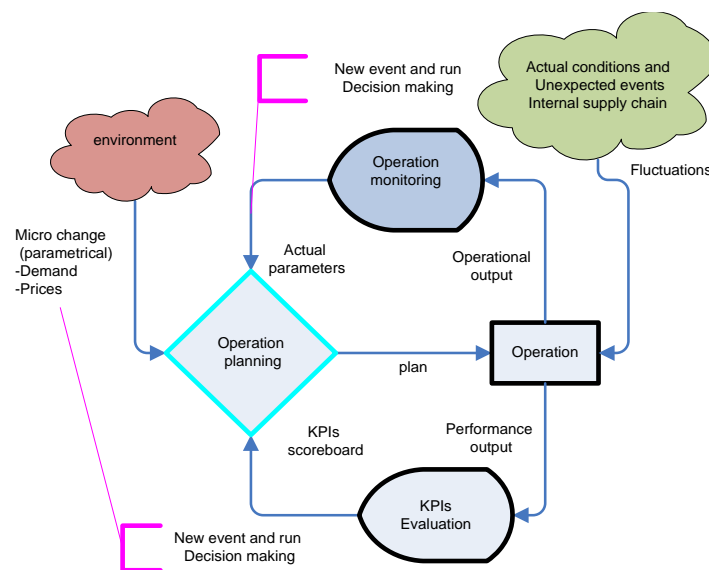 New event and run
Decision making
Actual conditions and
Unexpected events
Internal supply chain
environment
Operation
monitoring
Fluctuations
Micro change
(parametrical)
-Demand
-Prices
Actual
parameters
Operational
output
Operation
planning
plan
Operation
KPIs
scoreboard
Performance
output
KPIs
Evaluation
New event and run
Decision making